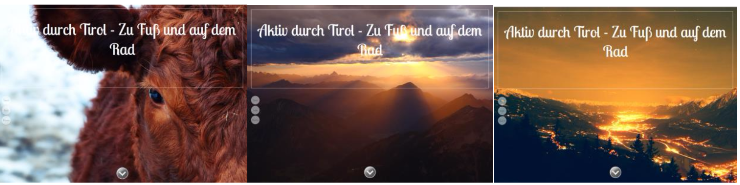 durch Tirol - Zu Fuß und auf dem
Rad
Aktiv durch Tirol - Zu Fuß und auf dem
Rad
Aktiv durch Tirol - Zu Fuß und auf dem
Rad